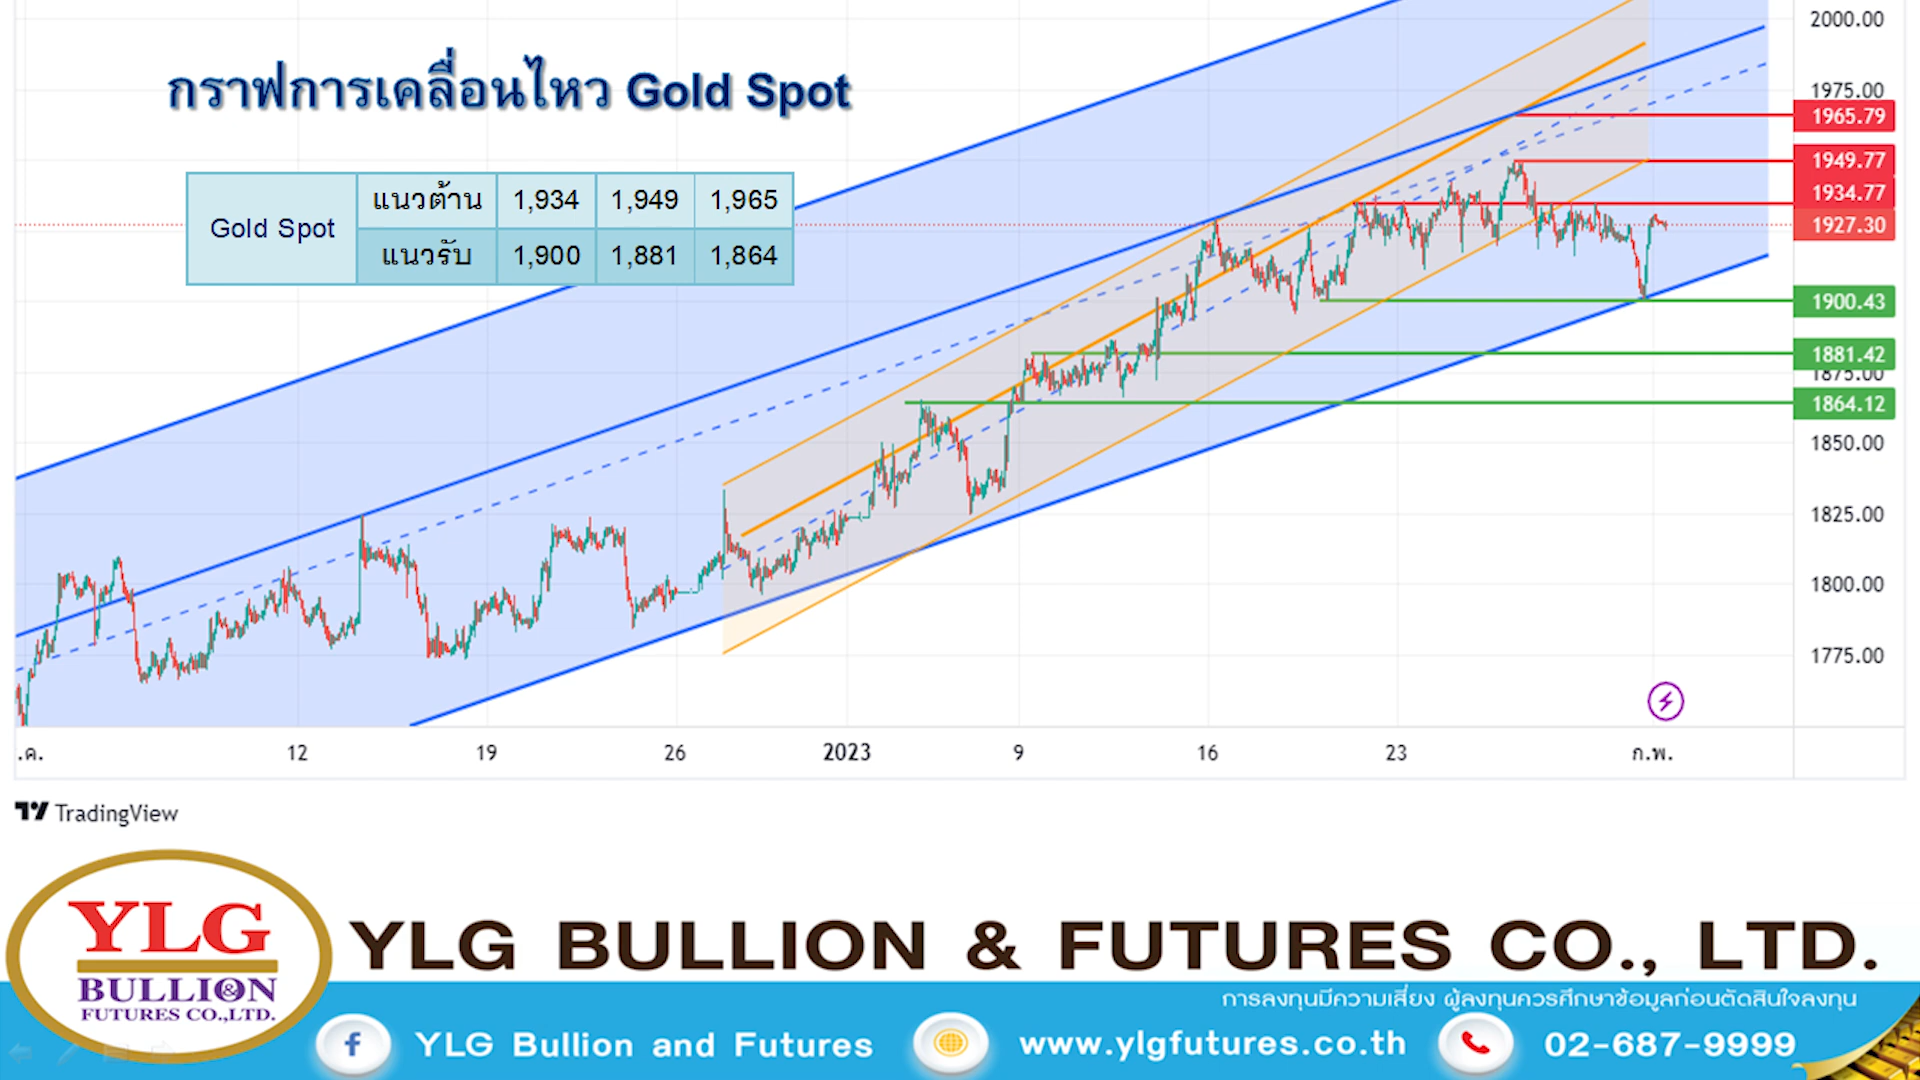 กราฟการเคลื่อนไหว Gold Spot
Gold Spot
แนวต้าน 1,934 1,949 1,965
แนวรับ 1,900 1,881 1,864
2000.00
1975.00
1965.79
1949.77
1934.77
1927.30
1900.43
1881.42
1875.00
1864.12
1850.00
1825.00
1800.00
1775.00
.ค. 12 19 26 2023 9 16 23 ก.พ.
TradingView
YLG
BULLION
&
FUTURES CO.,LTD.
YLG BULLION & FUTURES CO., LTD.
การลงทุนมีความเสี่ยง ผู้ลงทุนควรศึกษาข้อมูลก่อนตัดสินใจลงทุน
f YLG Bullion and Futures www.ylgfutures.co.th 02-687-9999